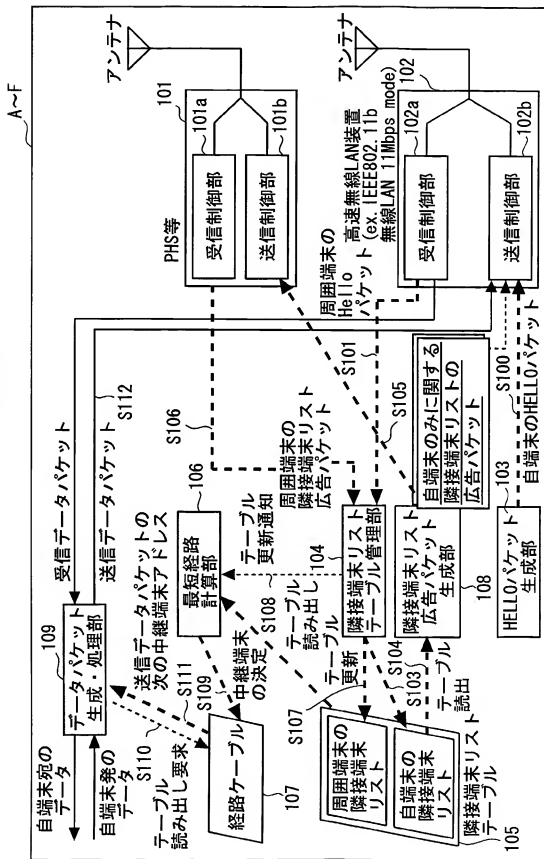 A~F
アンテナ
アンテナ
101
PHS等
101a
受信制御部
101b
送信制御部
高速無線LAN装置
(ex. IEEE802.11b
無線LAN 11Mbps mode)
102
102a
受信制御部
102b
送信制御部
周囲端末の
Hello
パケット
S101
S106
S112
受信データパケット
送信データパケット
周囲端末の
隣接端末リスト
広告パケット
S105
自端末のみに関する
隣接端末リストの
広告パケット
S100
自端末のHELLOパケット
103
HELLOパケット
生成部
隣接端末リスト
広告パケット
生成部
108
104
隣接端末リスト
テーブル管理部
テーブル
更新通知
S108
106
最短経路
計算部
テーブル
読み出し
テーブル
更新
S107
S104
S103
テーブル
読出
109
データパケット
生成・処理部
自端末宛の
データ
自端末発の
データ
送信データパケットの
次の中継端末アドレス
S111
S110
テーブル
読み出し要求
S109
中継端末
の決定
経路ケーブル
107
周囲端末の
隣接端末
リスト
自端末の
隣接端末
リスト
隣接端末リスト
テーブル
105